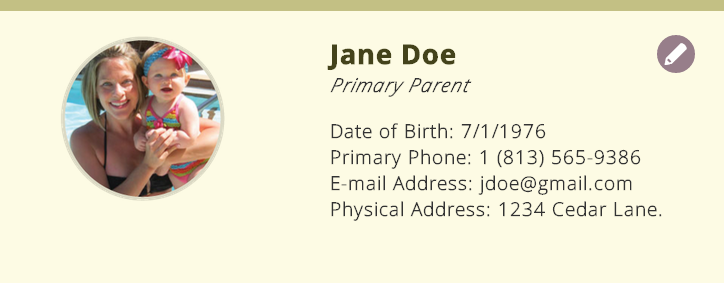 Jane Doe
Primary Parent
Date of Birth: 7/1/1976
Primary Phone: 1 (813) 565-9386
E-mail Address: jdoe@gmail.com
Physical Address: 1234 Cedar Lane.